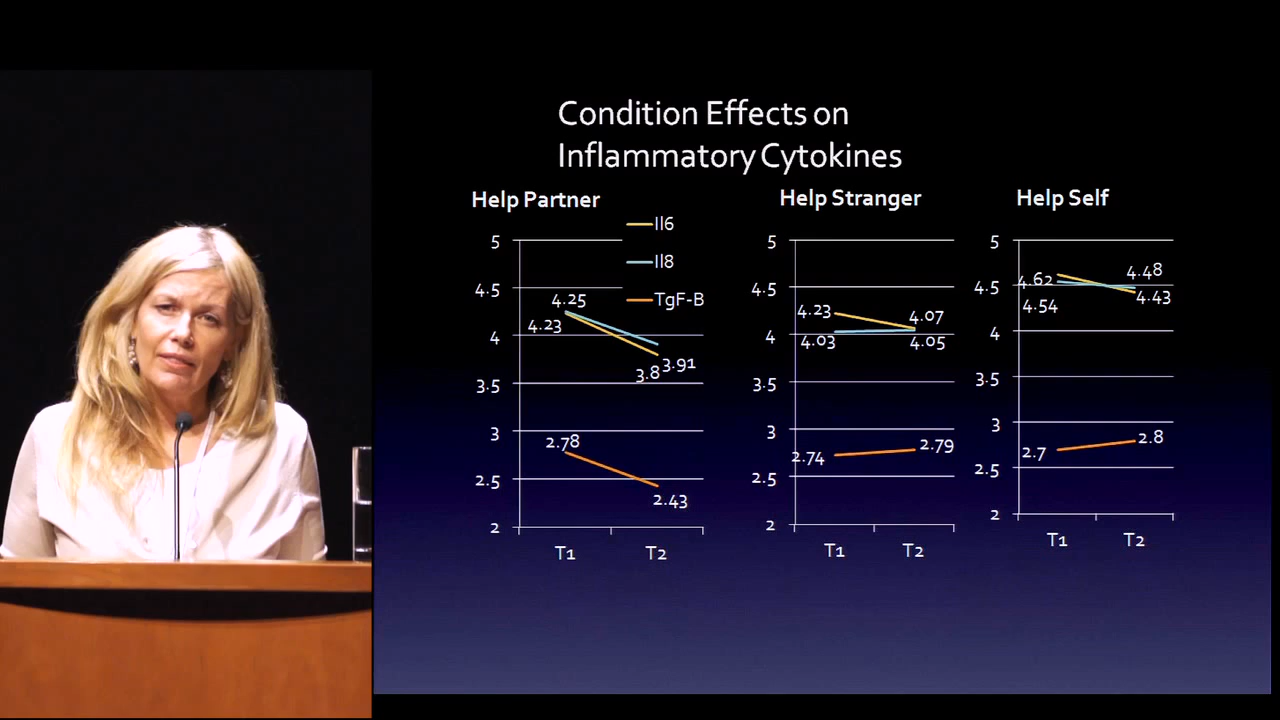 Condition Effects on
Inflammatory Cytokines
Help Partner
Il6
Il8
TgF-B
5
4.5
4
3.5
3
2.5
2
4.25
4.23
3.8
3.91
2.78
2.43
T1
T2
Help Stranger
5
4.5
4
3.5
3
2.5
2
4.23
4.07
4.03
4.05
2.74
2.79
T1
T2
Help Self
5
4.5
4
3.5
3
2.5
2
4.62
4.48
4.54
4.43
2.7
2.8
T1
T2